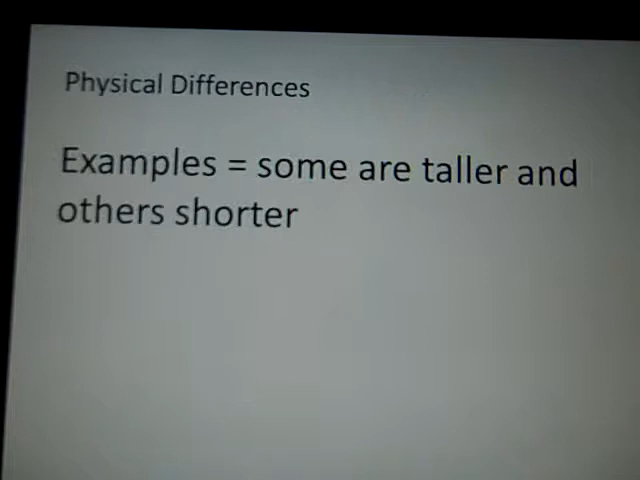 Physical Differences
Examples = some are taller and
others shorter